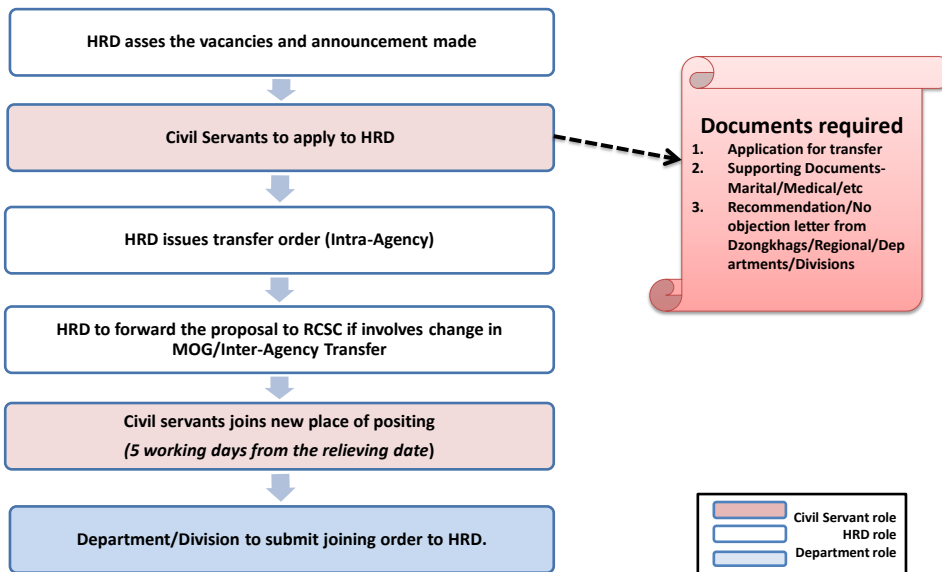 HRD asses the vacancies and announcement made
Civil Servants to apply to HRD
HRD issues transfer order (Intra-Agency)
HRD to forward the proposal to RCSC if involves change in
MOG/Inter-Agency Transfer
Civil servants joins new place of positing
(5 working days from the relieving date)
Department/Division to submit joining order to HRD.
Documents required
1. Application for transfer
2. Supporting Documents-
Marital/Medical/etc
3. Recommendation/No
objection letter from
Dzongkhags/Regional/Dep
artments/Divisions
Civil Servant role
HRD role
Department role